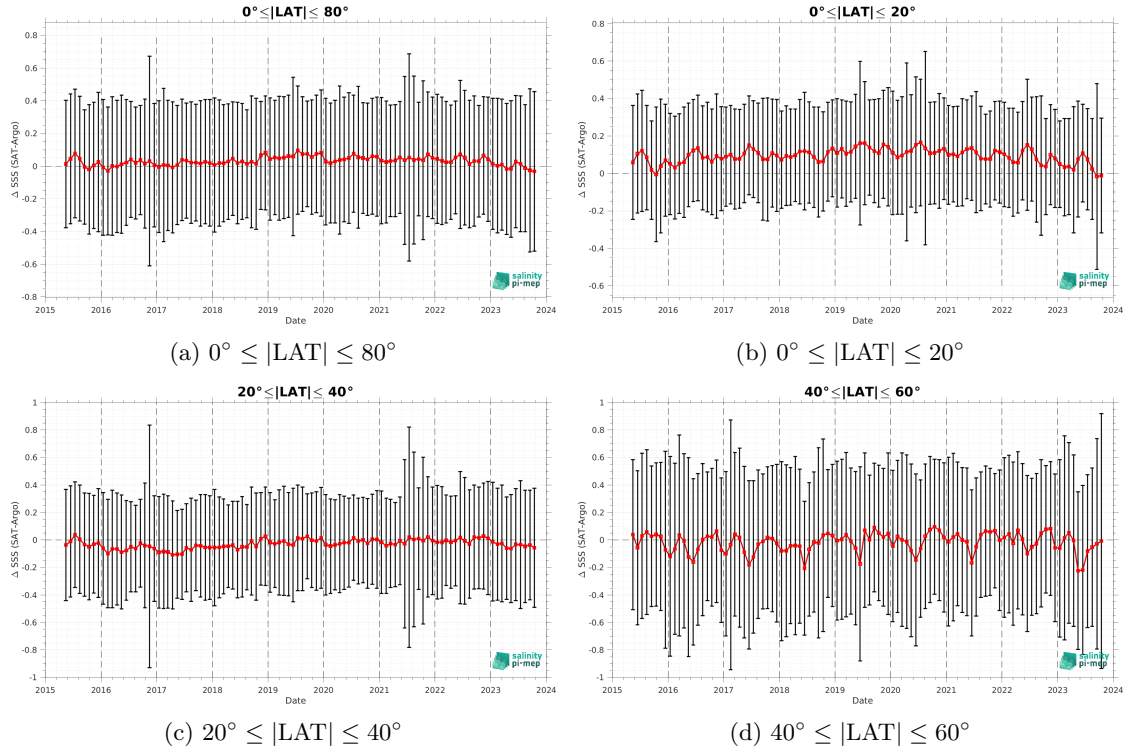 0°≤|LAT|≤ 80°
0.8
0.6
0.4
0.2
0
-0.2
-0.4
-0.6
-0.8
Δ SSS (SAT-Argo)
2015 2016 2017 2018 2019 2020 2021 2022 2023 2024
Date
salinity
pi-mep
(a) 0° ≤ |LAT| ≤ 80°
0°≤|LAT|≤ 20°
0.8
0.6
0.4
0.2
0
-0.2
-0.4
-0.6
Δ SSS (SAT-Argo)
2015 2016 2017 2018 2019 2020 2021 2022 2023 2024
Date
salinity
pi-mep
(b) 0° ≤ |LAT| ≤ 20°
20°≤|LAT|≤ 40°
1
0.8
0.6
0.4
0.2
0
-0.2
-0.4
-0.6
-0.8
-1
Δ SSS (SAT-Argo)
2015 2016 2017 2018 2019 2020 2021 2022 2023 2024
Date
salinity
pi-mep
(c) 20° ≤ |LAT| ≤ 40°
40°≤|LAT|≤ 60°
1
0.8
0.6
0.4
0.2
0
-0.2
-0.4
-0.6
-0.8
-1
Δ SSS (SAT-Argo)
2015 2016 2017 2018 2019 2020 2021 2022 2023 2024
Date
salinity
pi-mep
(d) 40° ≤ |LAT| ≤ 60°